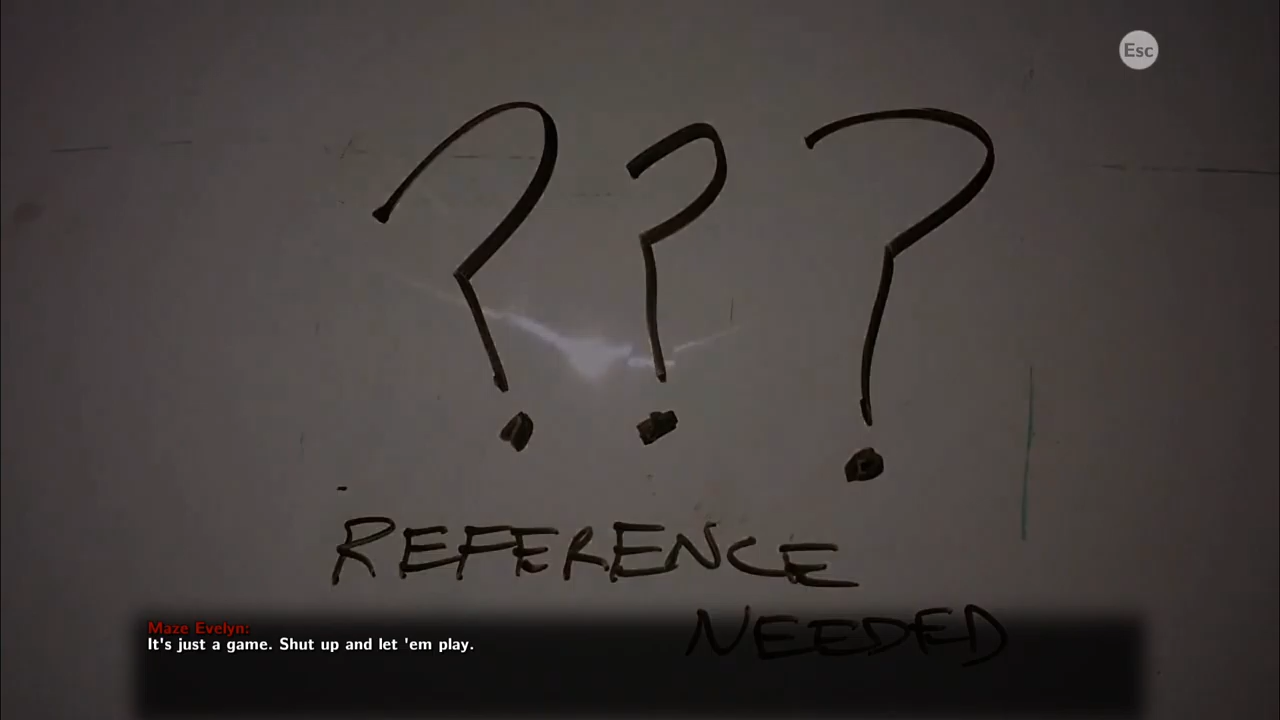 Esc
? ? ?
REFERENCE
NEEDED
Maze Evelyn:
It's just a game. Shut up and let 'em play.